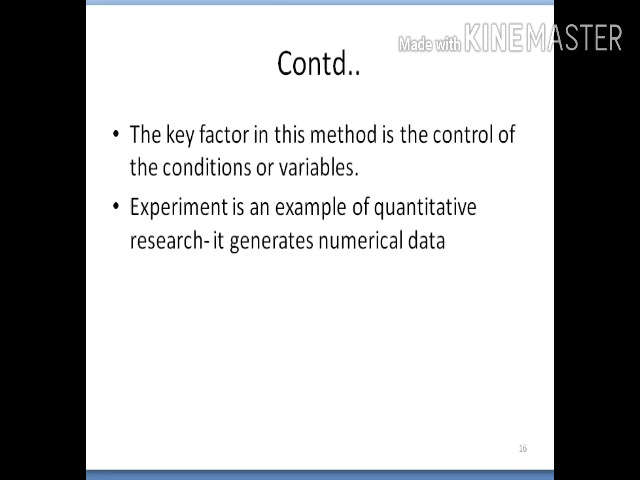 Made with KINEMASTER
Contd..
• The key factor in this method is the control of
the conditions or variables.
• Experiment is an example of quantitative
research- it generates numerical data
16